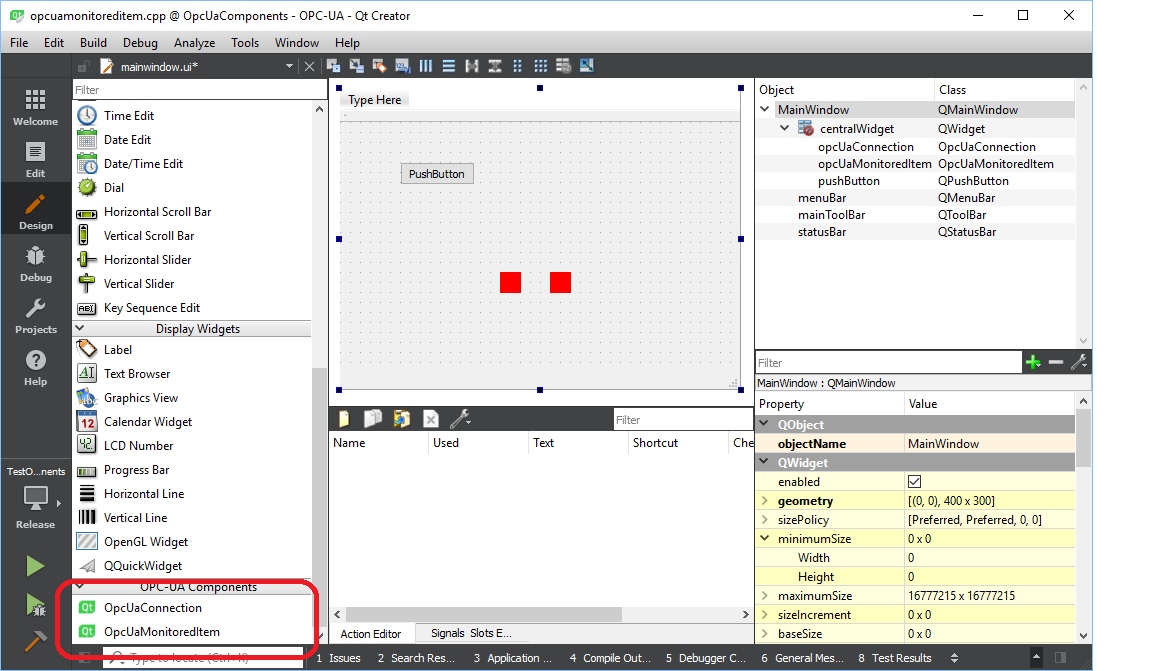 opcuamonitoreditem.cpp @ OpcUaComponents - OPC-UA - Qt Creator
File Edit Build Debug Analyze Tools Window Help
mainwindow.ui*
Welcome
Edit
Design
Debug
Projects
Help
TestO...nents
Release
Filter
Time Edit
Date Edit
Date/Time Edit
Dial
Horizontal Scroll Bar
Vertical Scroll Bar
Horizontal Slider
Vertical Slider
Key Sequence Edit
Display Widgets
Label
Text Browser
Graphics View
Calendar Widget
LCD Number
Progress Bar
Horizontal Line
Vertical Line
OpenGL Widget
QQuickWidget
OPC-UA Components
OpcUaConnection
OpcUaMonitoredItem
Type Here
PushButton
Filter
Name Used Text Shortcut Che
Action Editor Signals Slots E...
Object Class
MainWindow QMainWindow
centralWidget QWidget
opcUaConnection OpcUaConnection
opcUaMonitoredItem OpcUaMonitoredItem
pushButton QPushButton
menuBar QMenuBar
mainToolBar QToolBar
statusBar QStatusBar
Filter
MainWindow : QMainWindow
Property Value
QObject
objectName MainWindow
QWidget
enabled
geometry [(0, 0), 400 x 300]
sizePolicy [Preferred, Preferred, 0, 0]
minimumSize 0 x 0
Width 0
Height 0
maximumSize 16777215 x 16777215
sizeIncrement 0 x 0
baseSize 0 x 0
Type to locate (Ctrl+K)
1 Issues 2 Search Res... 3 Application ... 4 Compile Out... 5 Debugger C... 6 General Mes... 8 Test Results